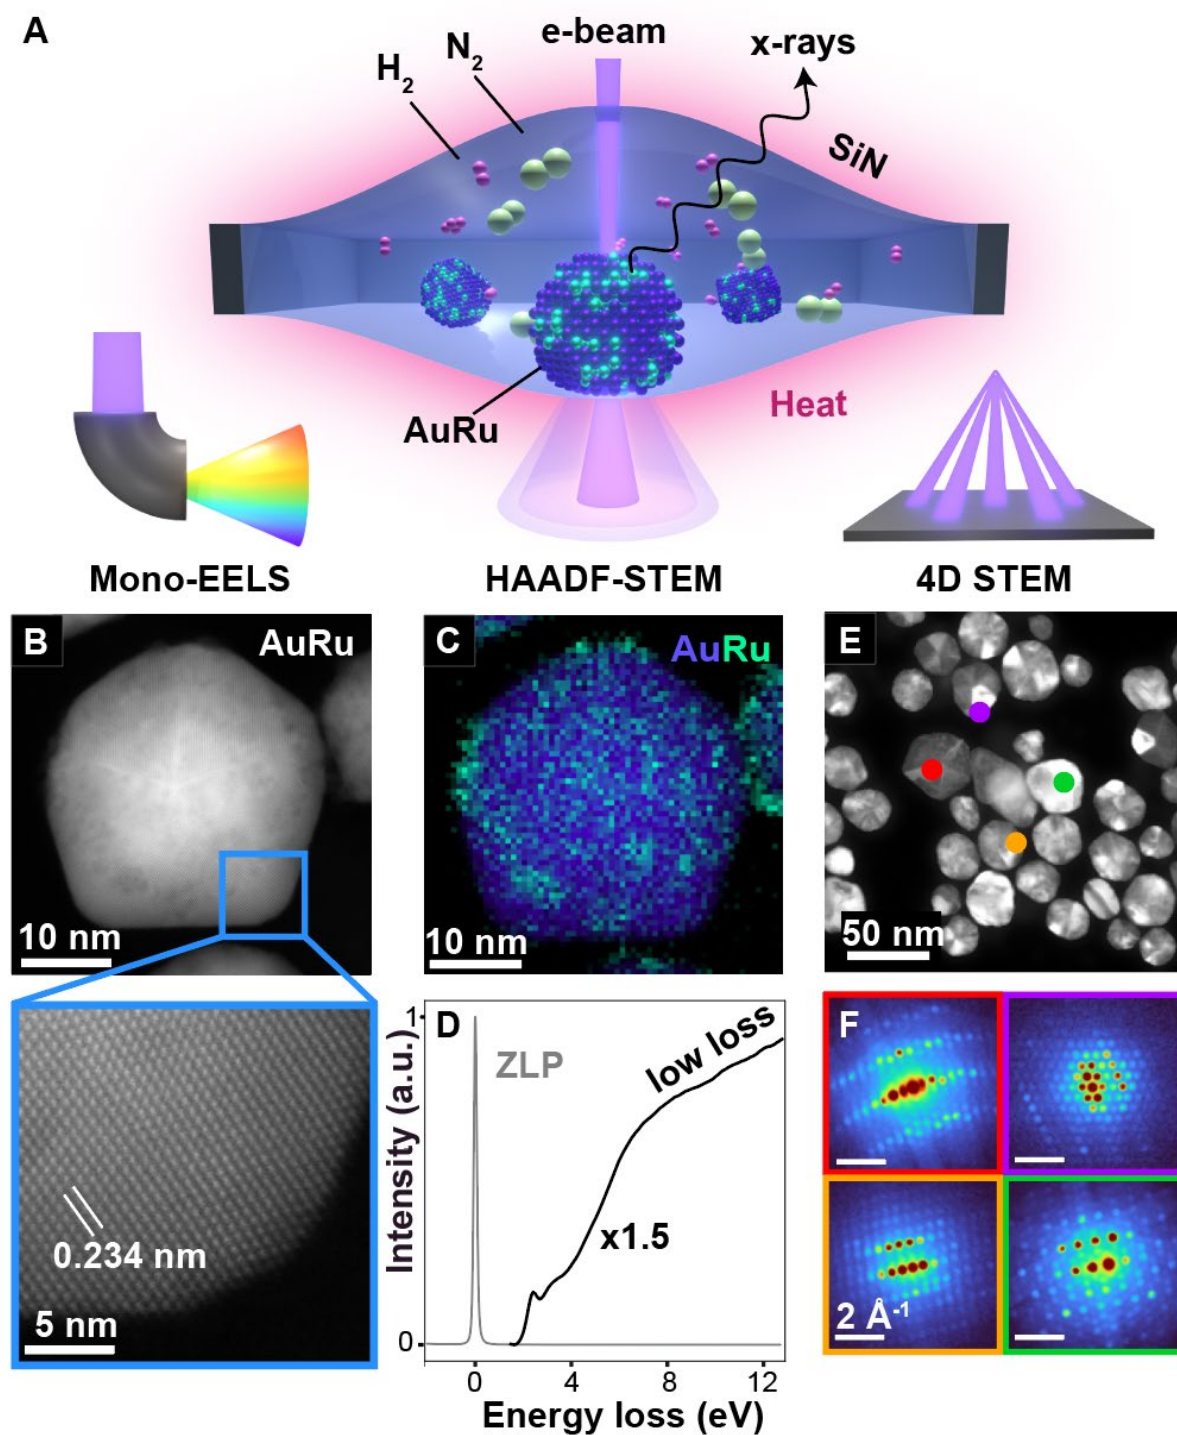 A
e-beam
x-rays
N2
H2
SiN
Heat
AuRu
Mono-EELS
HAADF-STEM
4D STEM
B
AuRu
10 nm
0.234 nm
5 nm
C
AuRu
10 nm
D
ZLP
low loss
x1.5
1
0
Intensity (a.u.)
0
4
8
12
Energy loss (eV)
E
50 nm
F
2 Å-1